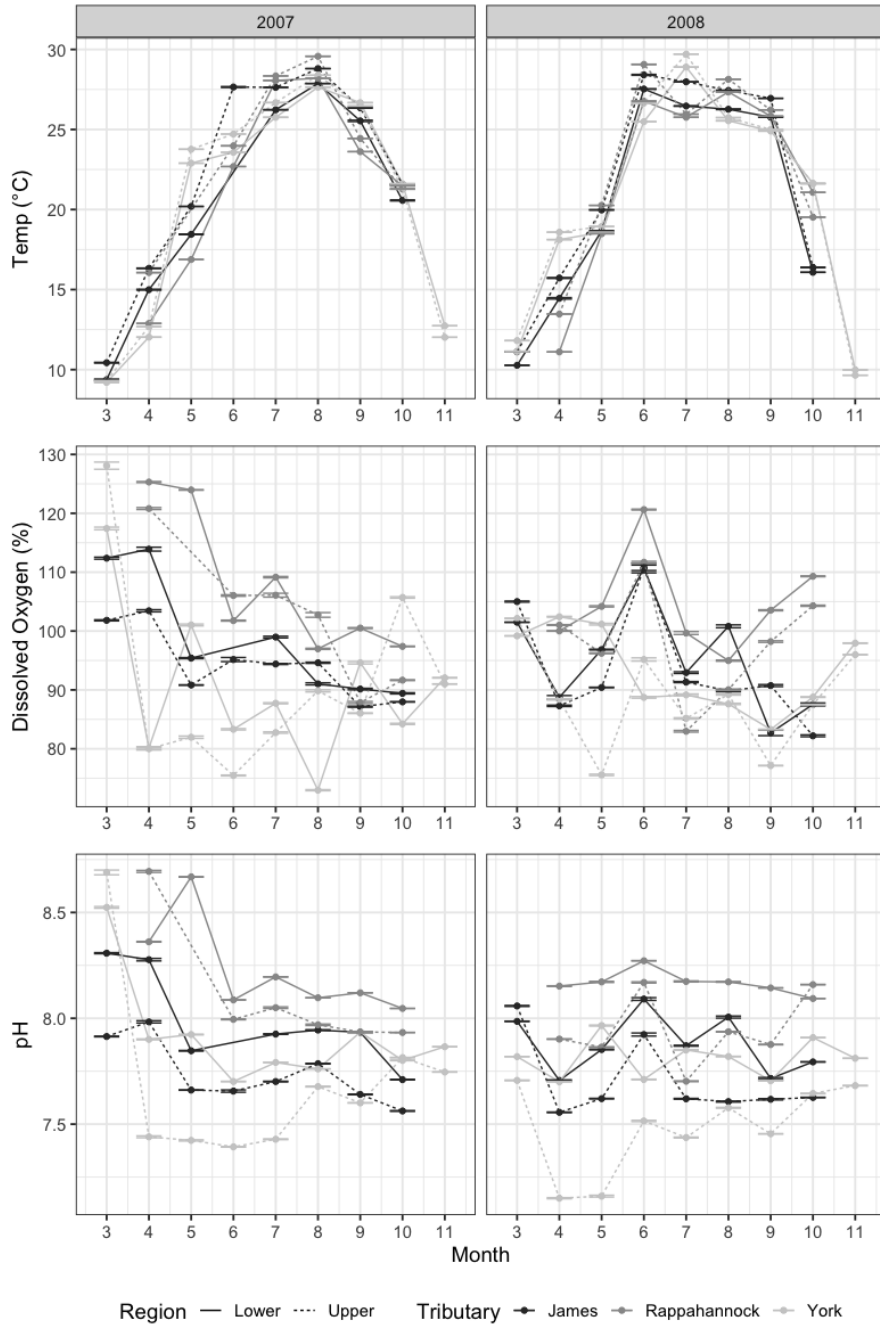 2007 2008
30
25
20
15
10
Temp (°C)
3 4 5 6 7 8 9 10 11 3 4 5 6 7 8 9 10 11
130
120
110
100
90
80
Dissolved Oxygen (%)
3 4 5 6 7 8 9 10 11 3 4 5 6 7 8 9 10 11
8.5
8.0
7.5
pH
3 4 5 6 7 8 9 10 11 3 4 5 6 7 8 9 10 11
Month
Region Lower Upper Tributary James Rappahannock York